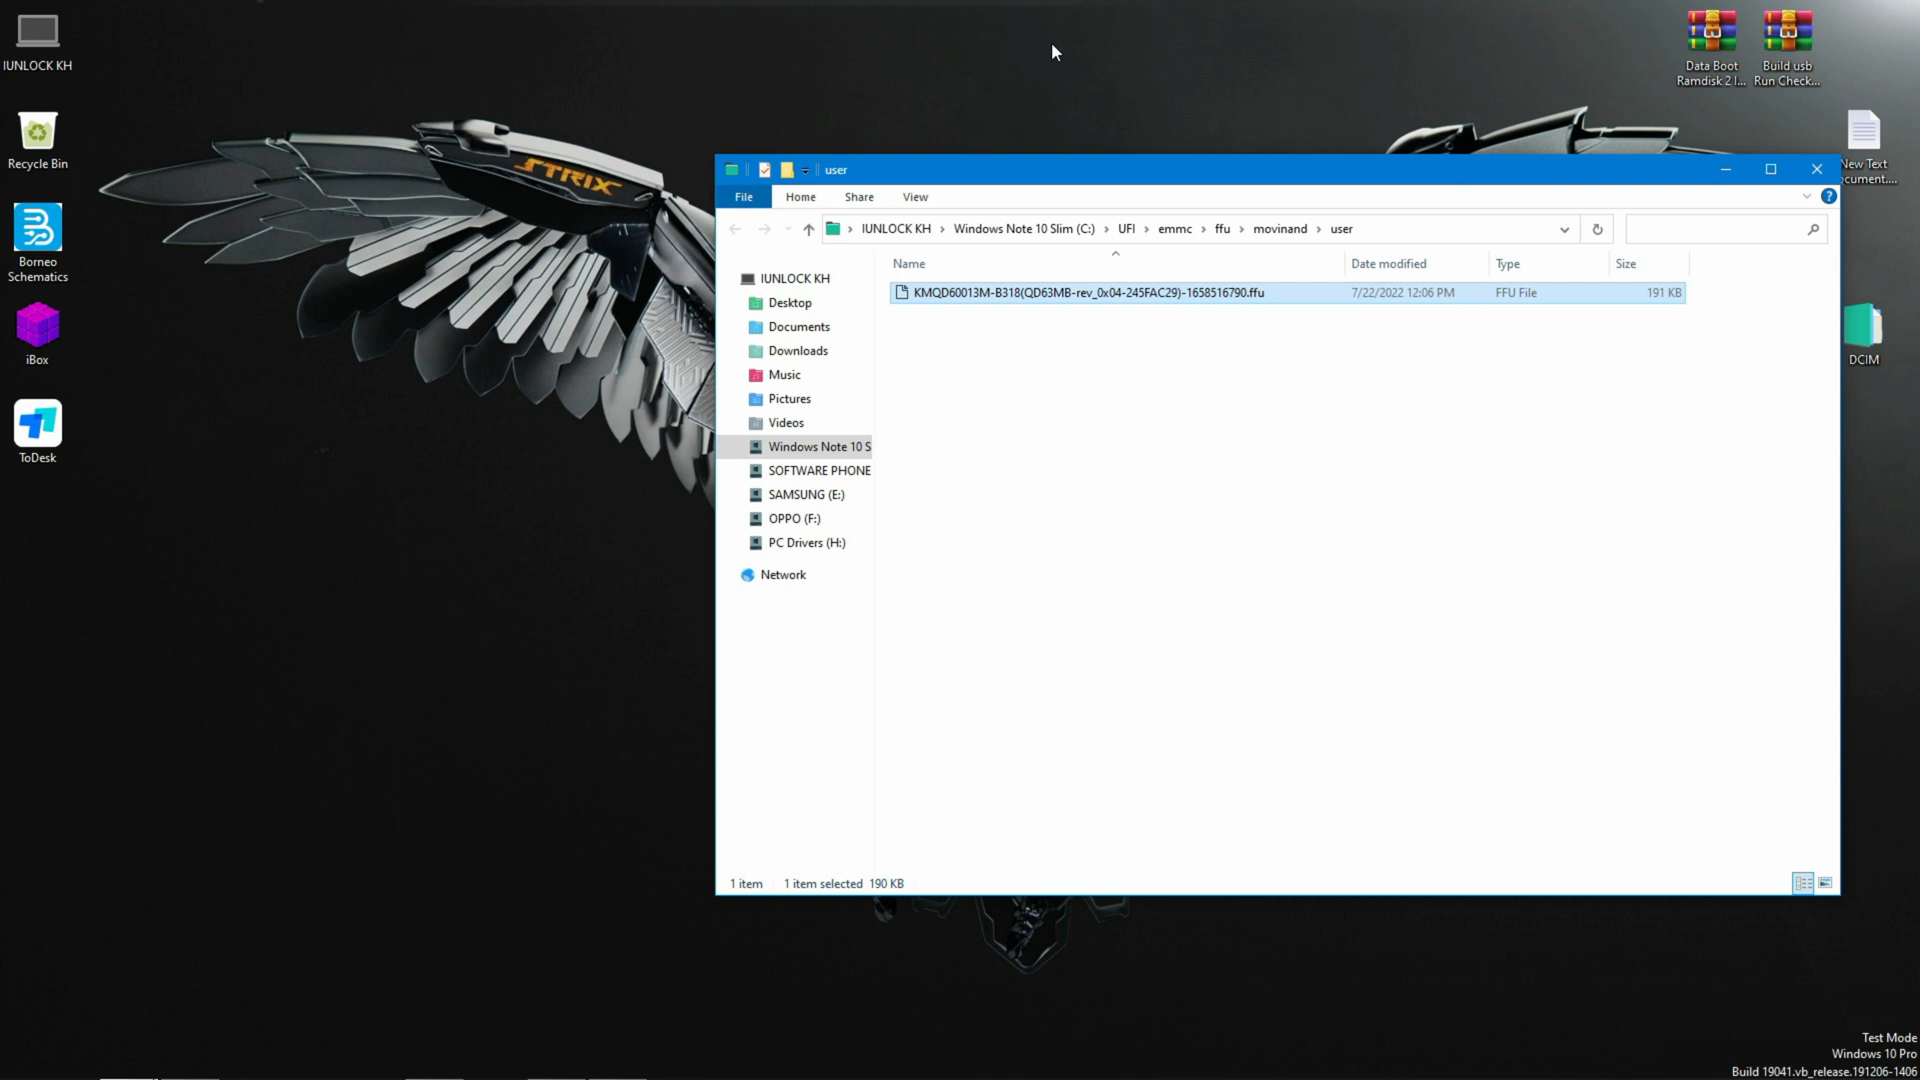 IUNLOCK KH
Recycle Bin
Borneo
Schematics
iBox
ToDesk
STRIX
Data Boot
Ramdisk 2 I...
Build usb
Run Check...
New Text
cument....
DCIM
user
File
Home
Share
View
IUNLOCK KH
Windows Note 10 Slim (C:)
UFI
emmc
ffu
movinand
user
Name
Date modified
Type
Size
KMQD60013M-B318(QD63MB-rev_0x04-245FAC29)-1658516790.ffu
7/22/2022 12:06 PM
FFU File
191 KB
IUNLOCK KH
Desktop
Documents
Downloads
Music
Pictures
Videos
Windows Note 10 S
SOFTWARE PHONE
SAMSUNG (E:)
OPPO (F:)
PC Drivers (H:)
Network
1 item
1 item selected 190 KB
Test Mode
Windows 10 Pro
Build 19041.vb_release.191206-1406